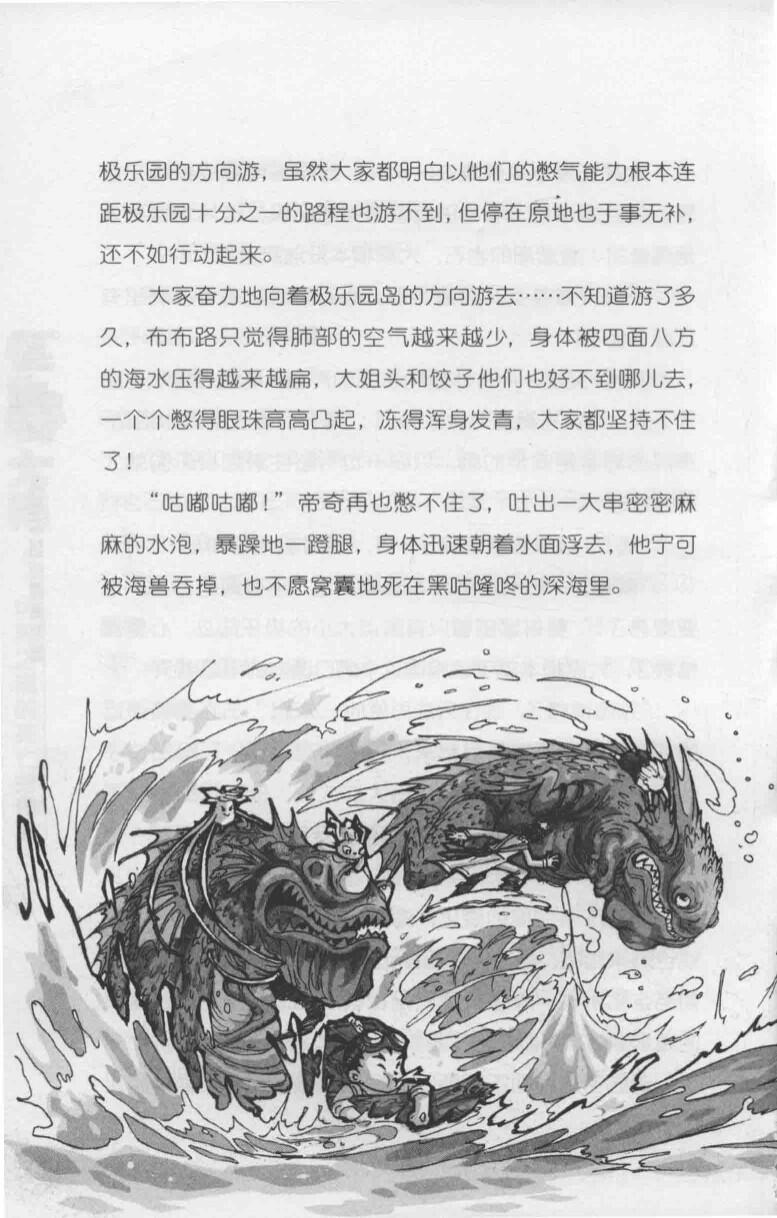 极乐园的方向游，虽然大家都明白以他们的憋气能力根本连
距极乐园十分之一的路程也游不到，但停在原地也于事无补，
还不如行动起来。
大家奋力地向着极乐园岛的方向游去……不知道游了多
久，布布路只觉得肺部的空气越来越少，身体被四面八方
的海水压得越来越扁，大姐头和饺子他们也好不到哪儿去，
一个个憋得眼珠高高凸起，冻得浑身发青，大家都坚持不住
了！
“咕嘟咕嘟！”帝奇再也憋不住了，吐出一大串密密麻
麻的水泡，暴躁地一蹬腿，身体迅速朝着水面浮去，他宁可
被海兽吞掉，也不愿窝囊地死在黑咕隆咚的深海里。